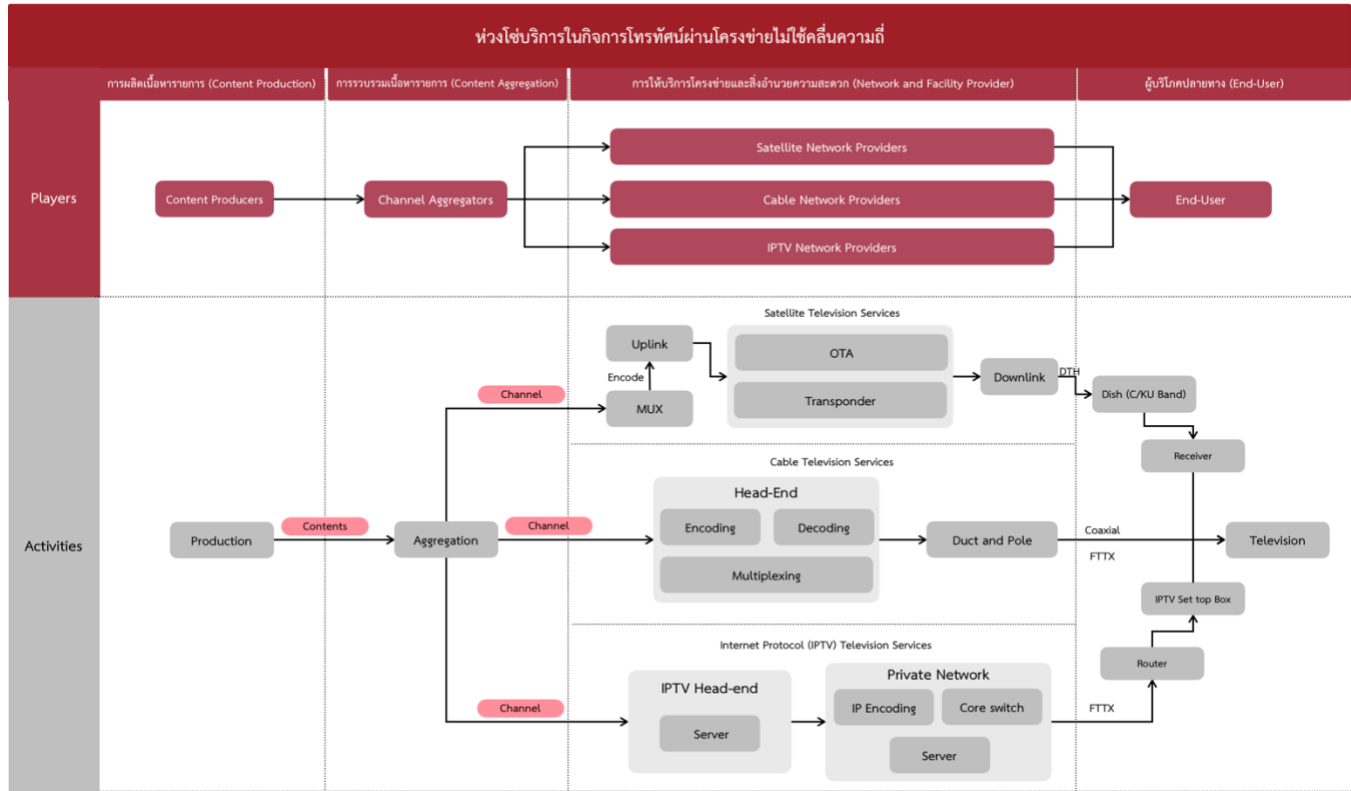 ห่วงโซ่บริการในกิจการโทรทัศน์ผ่านโครงข่ายไม่ใช้คลื่นความถี่
การผลิตเนื้อหารายการ (Content Production)
การรวบรวมเนื้อหารายการ (Content Aggregation)
การให้บริการโครงข่ายและสิ่งอำนวยความสะดวก (Network and Facility Provider)
ผู้บริโภคปลายทาง (End-User)
Players
Content Producers
Channel Aggregators
Satellite Network Providers
Cable Network Providers
IPTV Network Providers
End-User
Activities
Production
Contents
Aggregation
Channel
Satellite Television Services
Uplink
Encode
MUX
OTA
Transponder
Downlink
DTH
Dish (C/KU Band)
Receiver
Channel
Cable Television Services
Head-End
Encoding
Decoding
Multiplexing
Duct and Pole
Coaxial
FTTX
Television
Channel
Internet Protocol (IPTV) Television Services
IPTV Head-end
Server
Private Network
IP Encoding
Core switch
Server
FTTX
Router
IPTV Set top Box